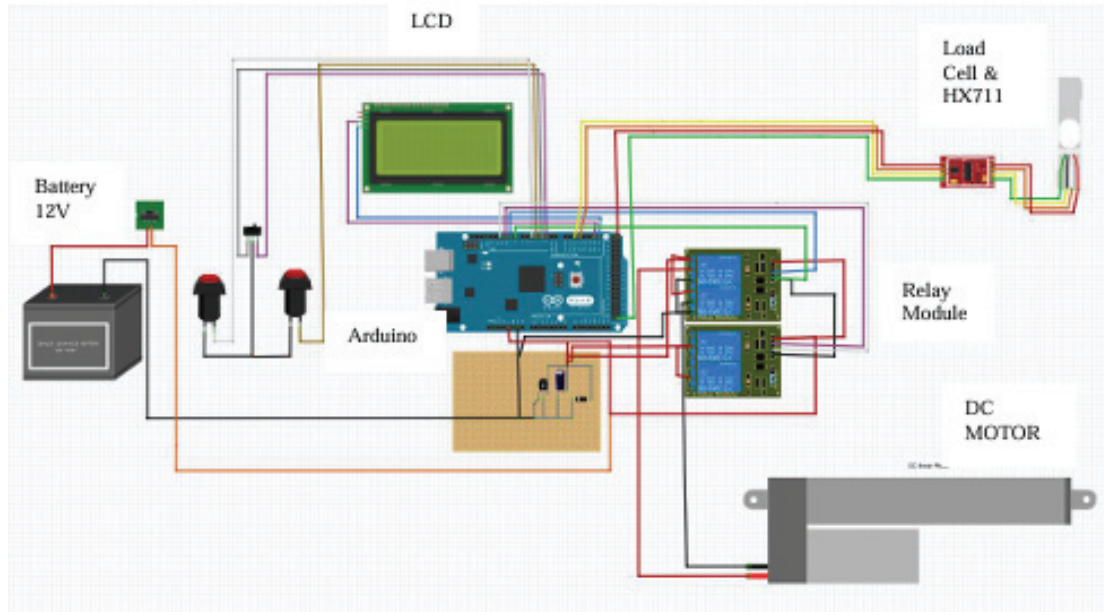 LCD
Load
Cell &
HX711
Battery
12V
Arduino
Relay
Module
DC
MOTOR